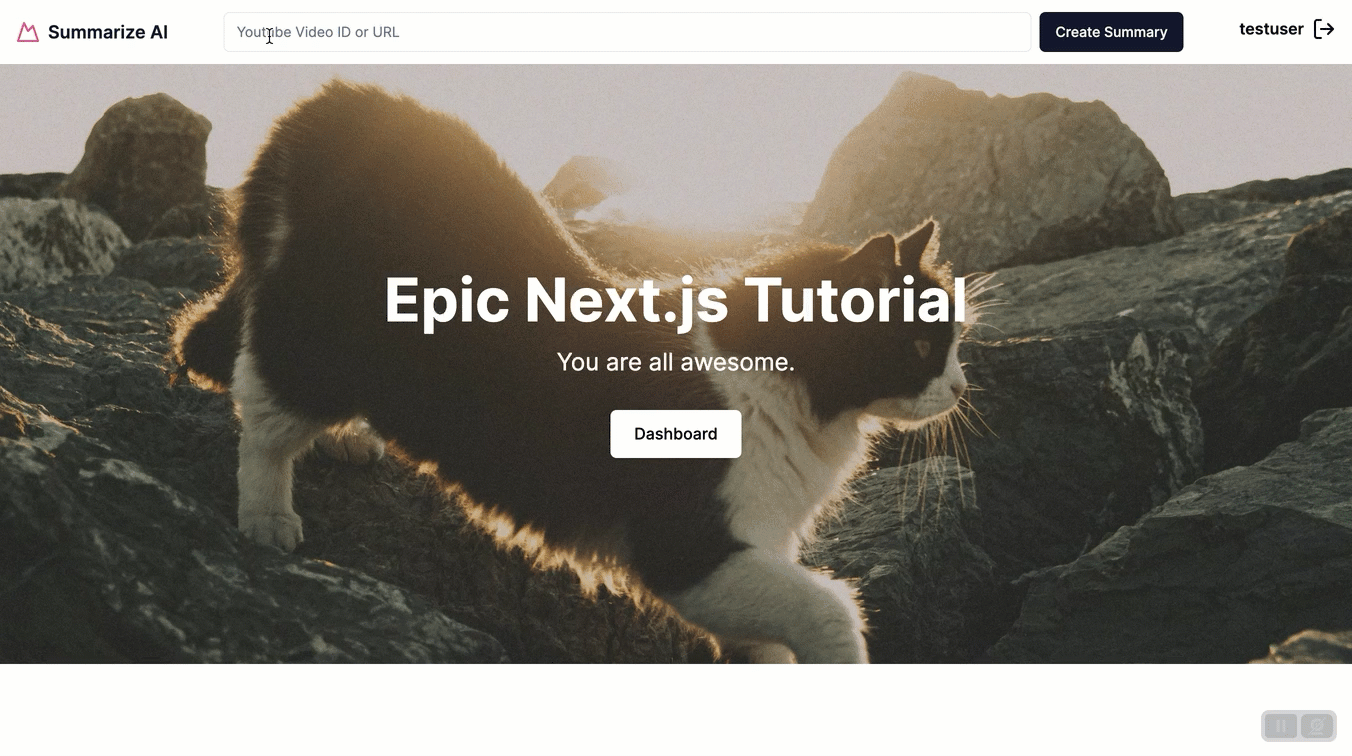 Summarize AI
Youtube Video ID or URL
Create Summary
testuser
Epic Next.js Tutorial
You are all awesome.
Dashboard